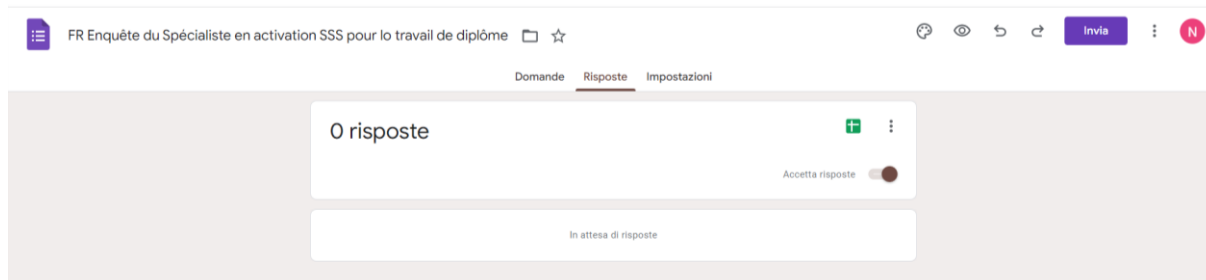 FR Enquête du Spécialiste en activation SSS pour lo travail de diplôme
Invia
N
Domande Risposte Impostazioni
0 risposte
Accetta risposte
In attesa di risposte